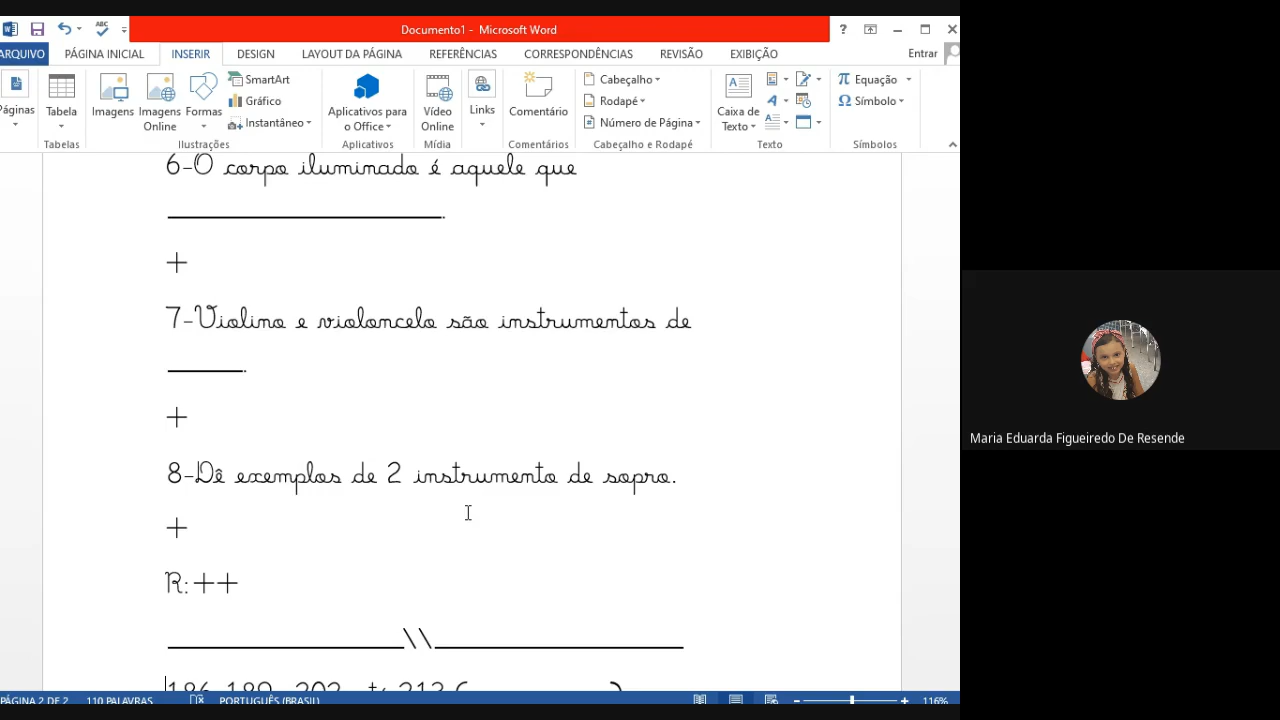 ABC
Documento1 - Microsoft Word
?
ARQUIVO PÁGINA INICIAL INSERIR DESIGN LAYOUT DA PÁGINA REFERÊNCIAS CORRESPONDÊNCIAS REVISÃO EXIBIÇÃO Entrar
Páginas
Tabela
Imagens
Imagens Online
Formas
SmartArt
Gráfico
Instantâneo
Aplicativos para o Office
Vídeo Online
Links
Comentário
Cabeçalho
Rodapé
Número de Página
Caixa de Texto
Equação
Símbolo
Tabelas Ilustrações Aplicativos Mídia Comentários Cabeçalho e Rodapé Texto Símbolos
6-O corpo iluminado é aquele que
____________________.
+
7-Violino e violoncelo são instrumentos de
______.
+
8-Dê exemplos de 2 instrumento de sopro.
+
R:++
_________________\\__________________
PÁGINA 2 DE 2 110 PALAVRAS PORTUGUÊS (BRASIL) 116%
Maria Eduarda Figueiredo De Resende